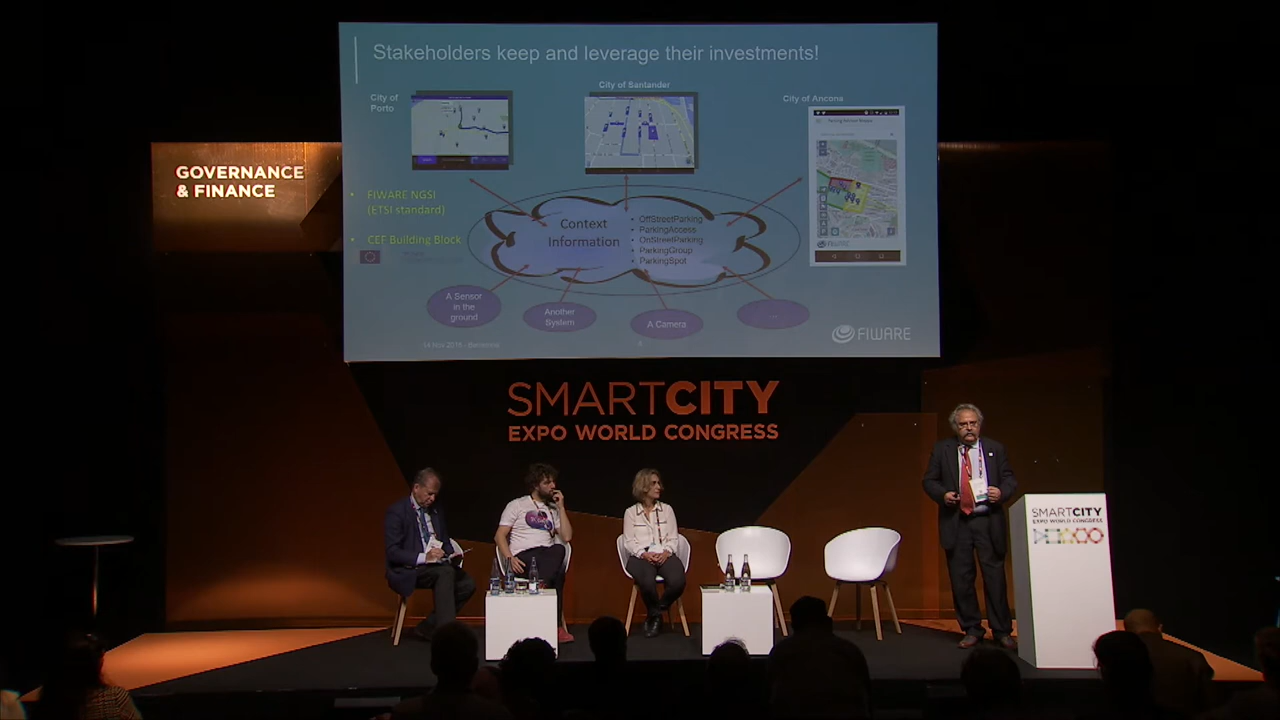 Stakeholders keep and leverage their investments!
City of
Porto
City of Santander
City of Ancona
GOVERNANCE
& FINANCE
• FIWARE NGSI
(ETSI standard)
• CEF Building Block
Context
Information
• OffStreetParking
• ParkingAccess
• OnStreetParking
• ParkingGroup
• ParkingSpot
FIWARE
A Sensor
in the
ground
Another
System
A Camera
...
FIWARE
SMARTCITY
EXPO WORLD CONGRESS
SMARTCITY
EXPO WORLD CONGRESS